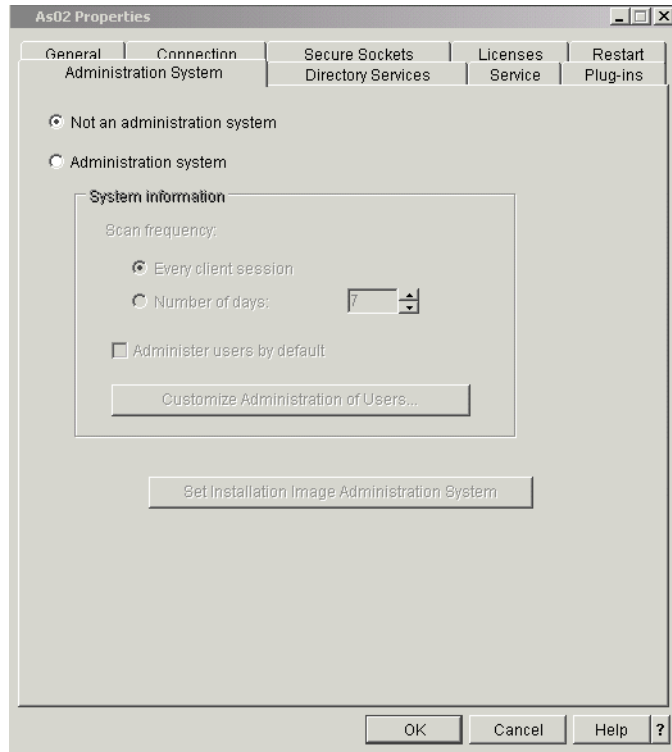 As02 Properties
General Connection Secure Sockets Licenses Restart
Administration System Directory Services Service Plug-ins
Not an administration system
Administration system
System information
Scan frequency:
Every client session
Number of days: 7
Administer users by default
Customize Administration of Users...
Set Installation Image Administration System
OK Cancel Help ?